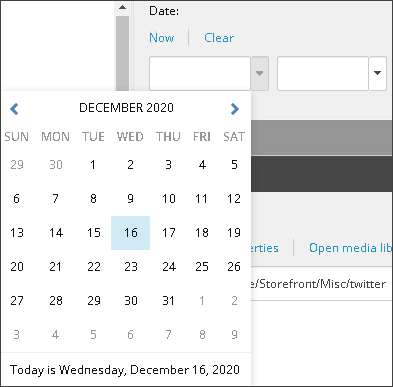 Date:
Now Clear
DECEMBER 2020
SUN MON TUE WED THU FRI SAT
29 30 1 2 3 4 5
6 7 8 9 10 11 12
13 14 15 16 17 18 19
20 21 22 23 24 25 26
27 28 29 30 31 1 2
3 4 5 6 7 8 9
Today is Wednesday, December 16, 2020
erties Open media lib
e/Storefront/Misc/twitter